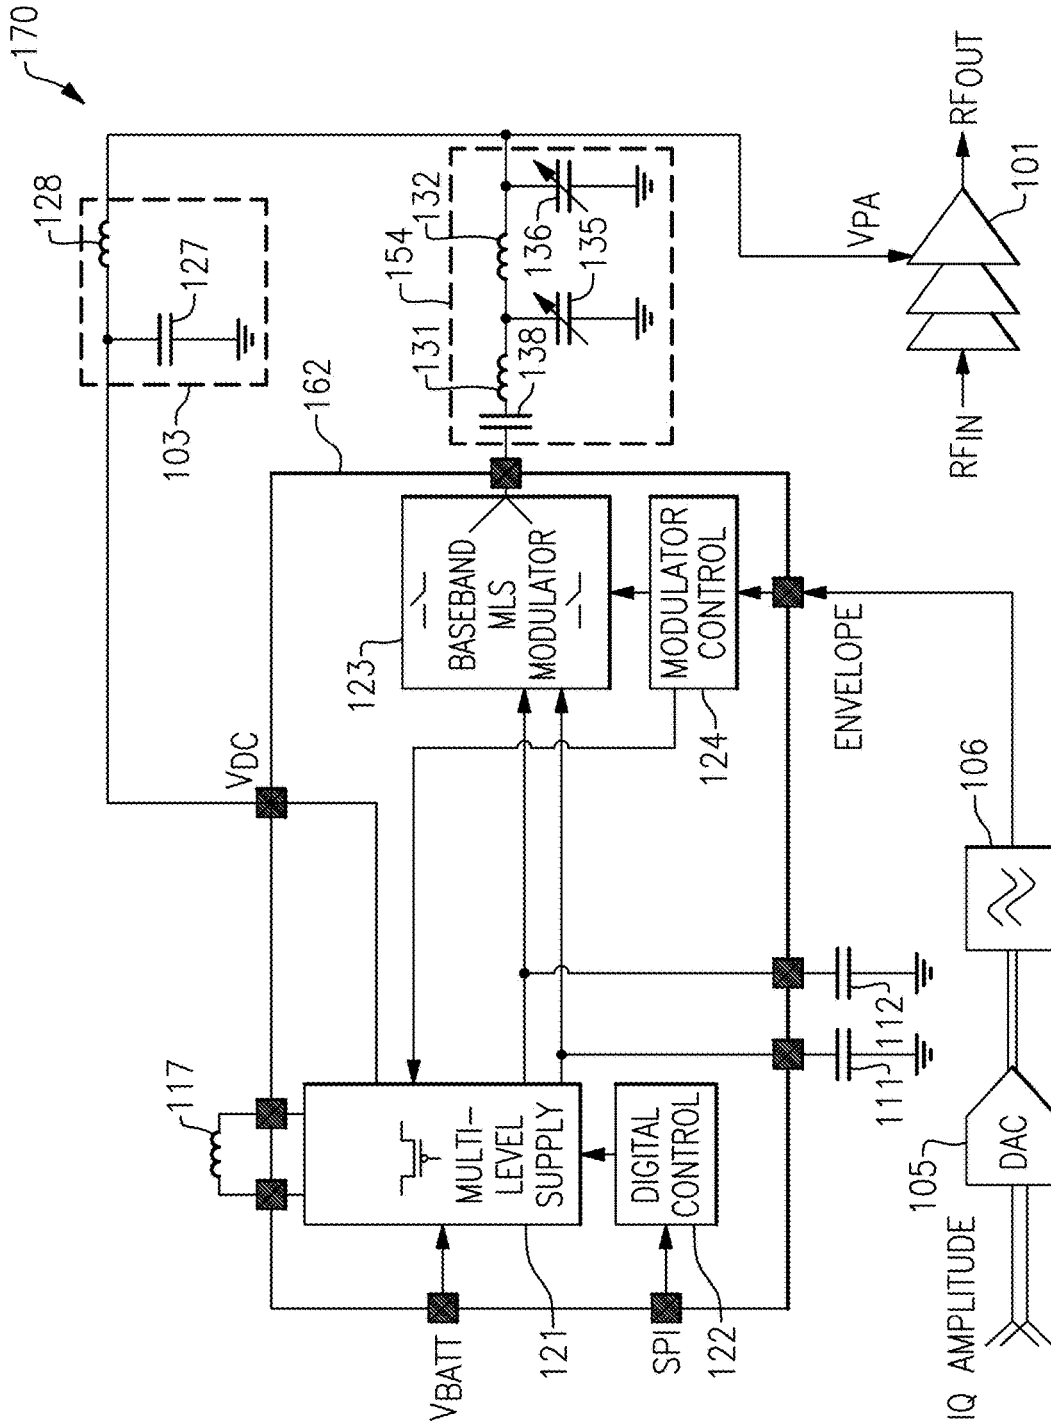 170
128
127
103
VDC
162
117
MULTI-
LEVEL
SUPPLY
121
VBATT
DIGITAL
CONTROL
122
SPI
123
BASEBAND
MLS
MODULATOR
MODULATOR
CONTROL
124
ENVELOPE
154
131
132
138
136
135
111
112
IQ AMPLITUDE
105
DAC
106
RFIN
VPA
101
RFOUT